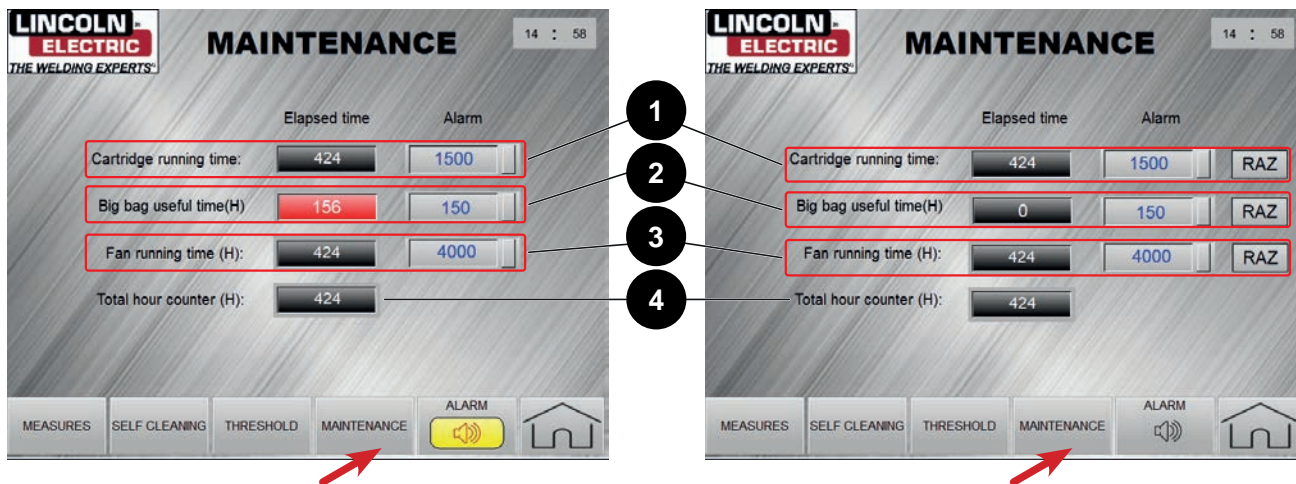 LINCOLN
ELECTRIC
THE WELDING EXPERTS
MAINTENANCE
14 : 58
Elapsed time Alarm
Cartridge running time: 424 1500
Big bag useful time(H) 156 150
Fan running time (H): 424 4000
Total hour counter (H): 424
MEASURES SELF CLEANING THRESHOLD MAINTENANCE ALARM
1
2
3
4
LINCOLN
ELECTRIC
THE WELDING EXPERTS
MAINTENANCE
14 : 58
Elapsed time Alarm
Cartridge running time: 424 1500 RAZ
Big bag useful time(H) 0 150 RAZ
Fan running time (H): 424 4000 RAZ
Total hour counter (H): 424
MEASURES SELF CLEANING THRESHOLD MAINTENANCE ALARM